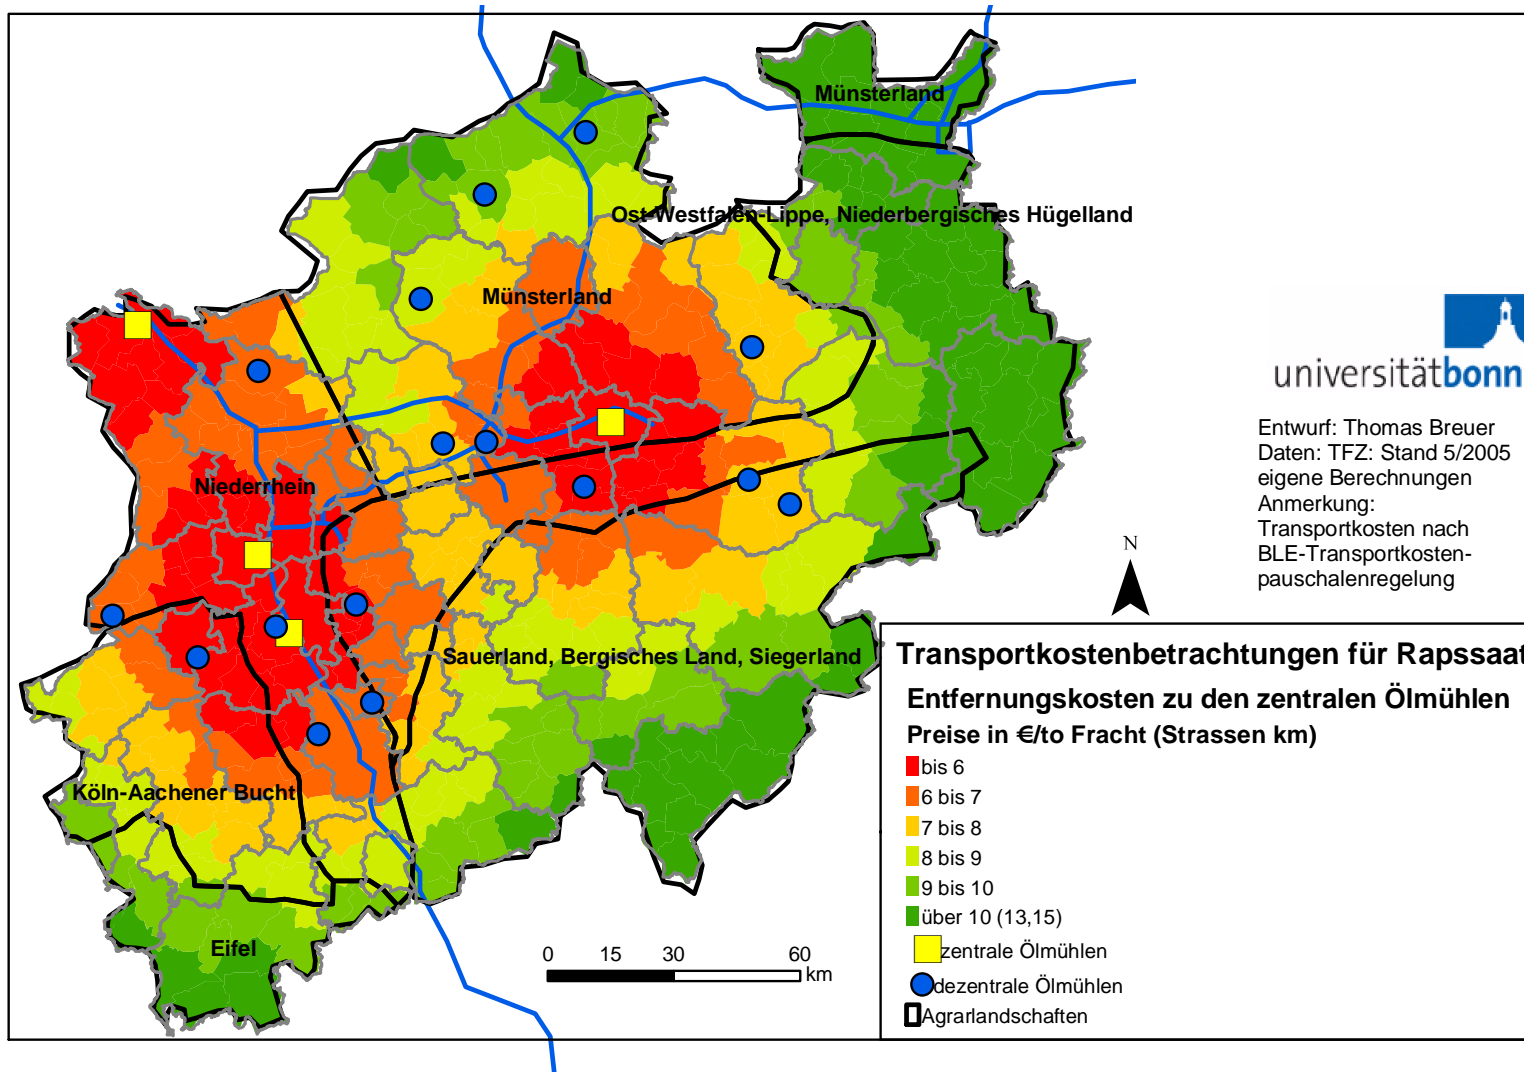 Münsterland
Ost-Westfalen-Lippe, Niederbergisches Hügelland
Münsterland
Niederrhein
Sauerland, Bergisches Land, Siegerland
Köln-Aachener Bucht
Eifel
0 15 30 60
km
universitätbonn
Entwurf: Thomas Breuer
Daten: TFZ: Stand 5/2005
eigene Berechnungen
Anmerkung:
Transportkosten nach
BLE-Transportkosten-
pauschalenregelung
N
Transportkostenbetrachtungen für Rapssaat
Entfernungskosten zu den zentralen Ölmühlen
Preise in €/to Fracht (Strassen km)
bis 6
6 bis 7
7 bis 8
8 bis 9
9 bis 10
über 10 (13,15)
zentrale Ölmühlen
dezentrale Ölmühlen
Agrarlandschaften